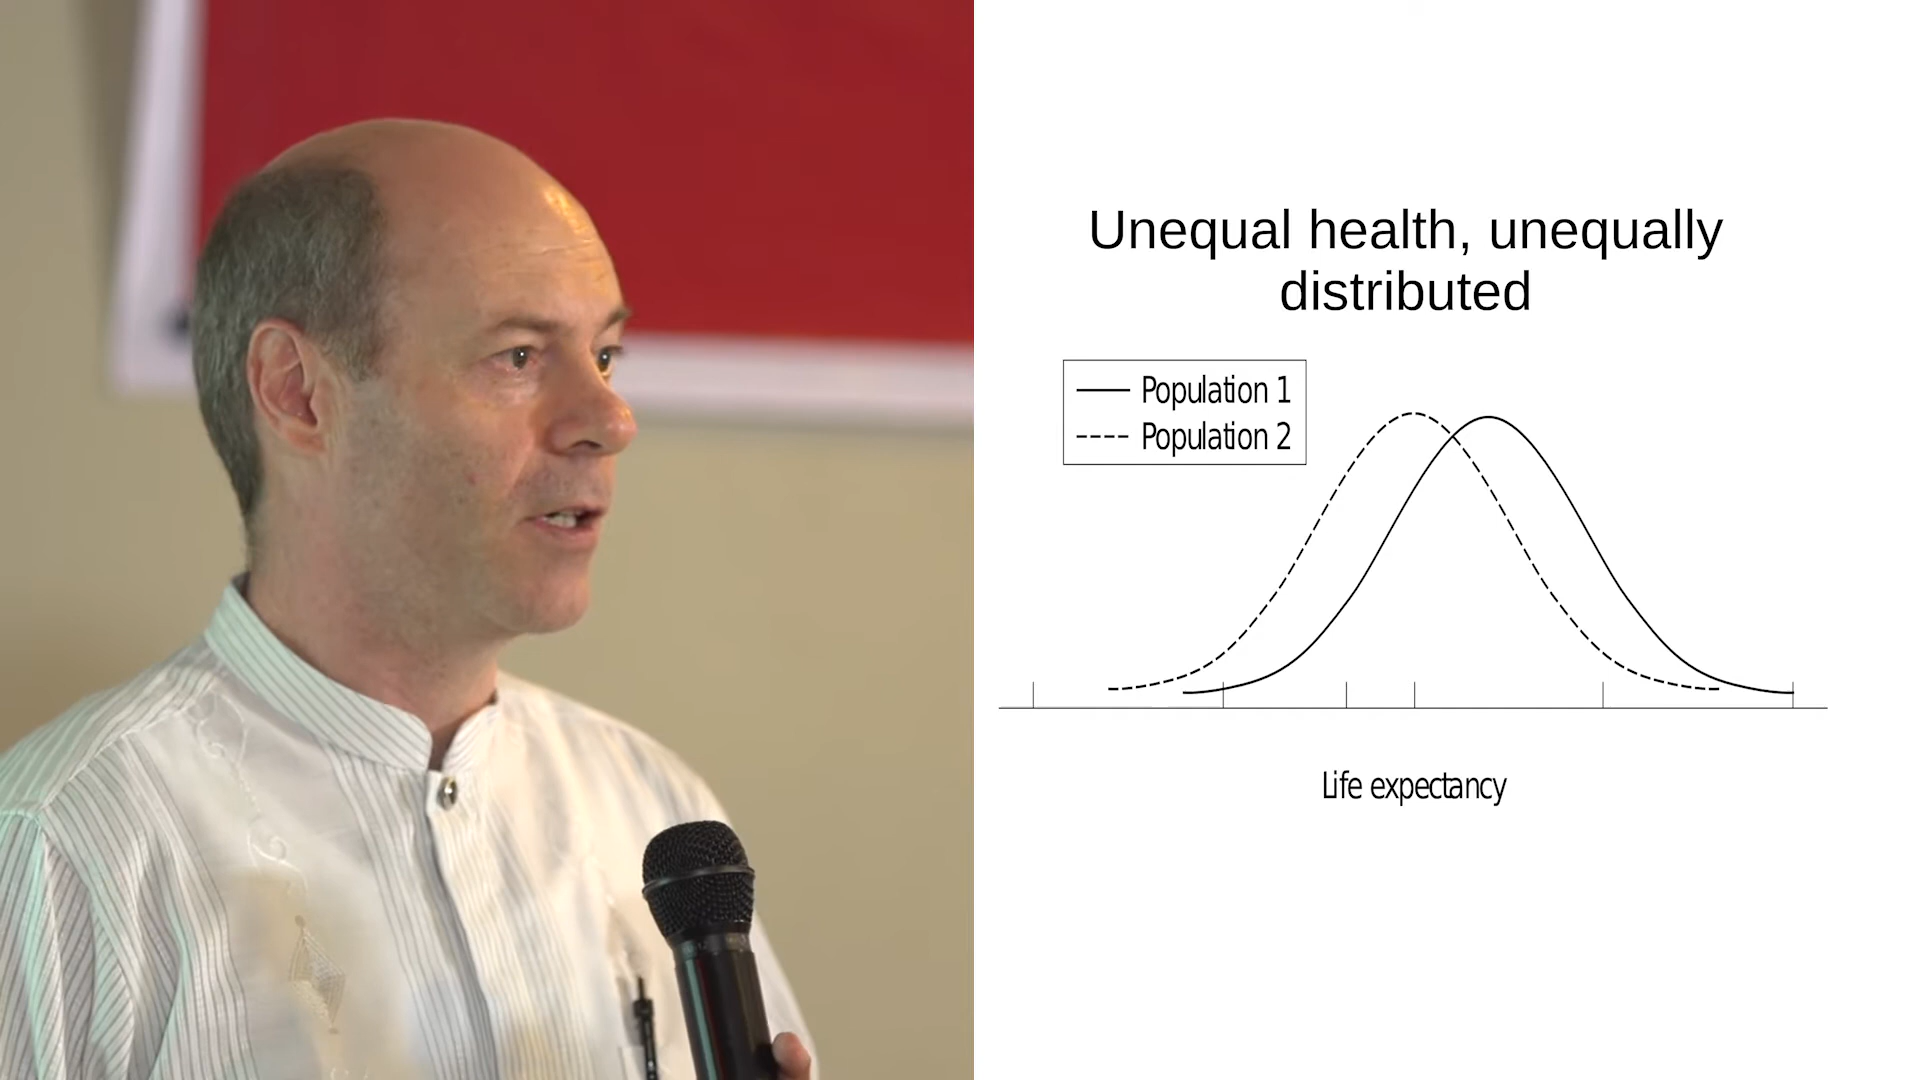 Unequal health, unequally
distributed
Population 1
Population 2
Life expectancy